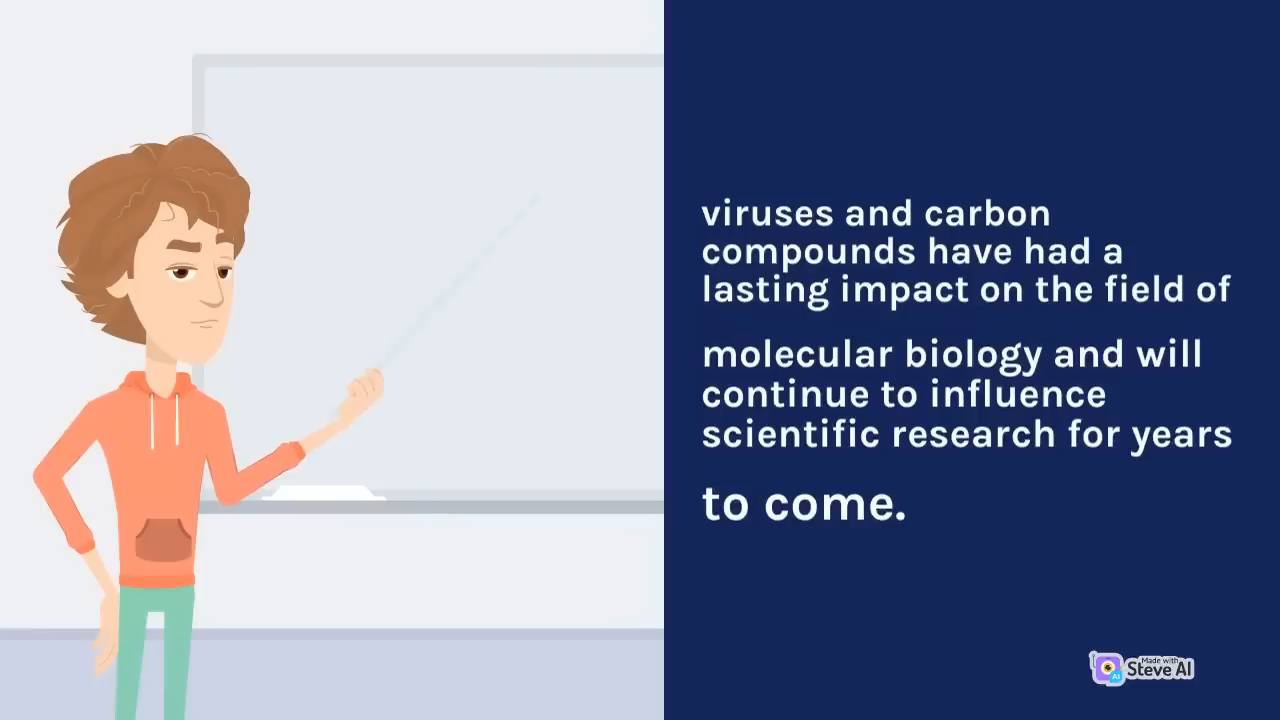 viruses and carbon
compounds have had a
lasting impact on the field of
molecular biology and will
continue to influence
scientific research for years
to come.
Made with
Steve AI
AI